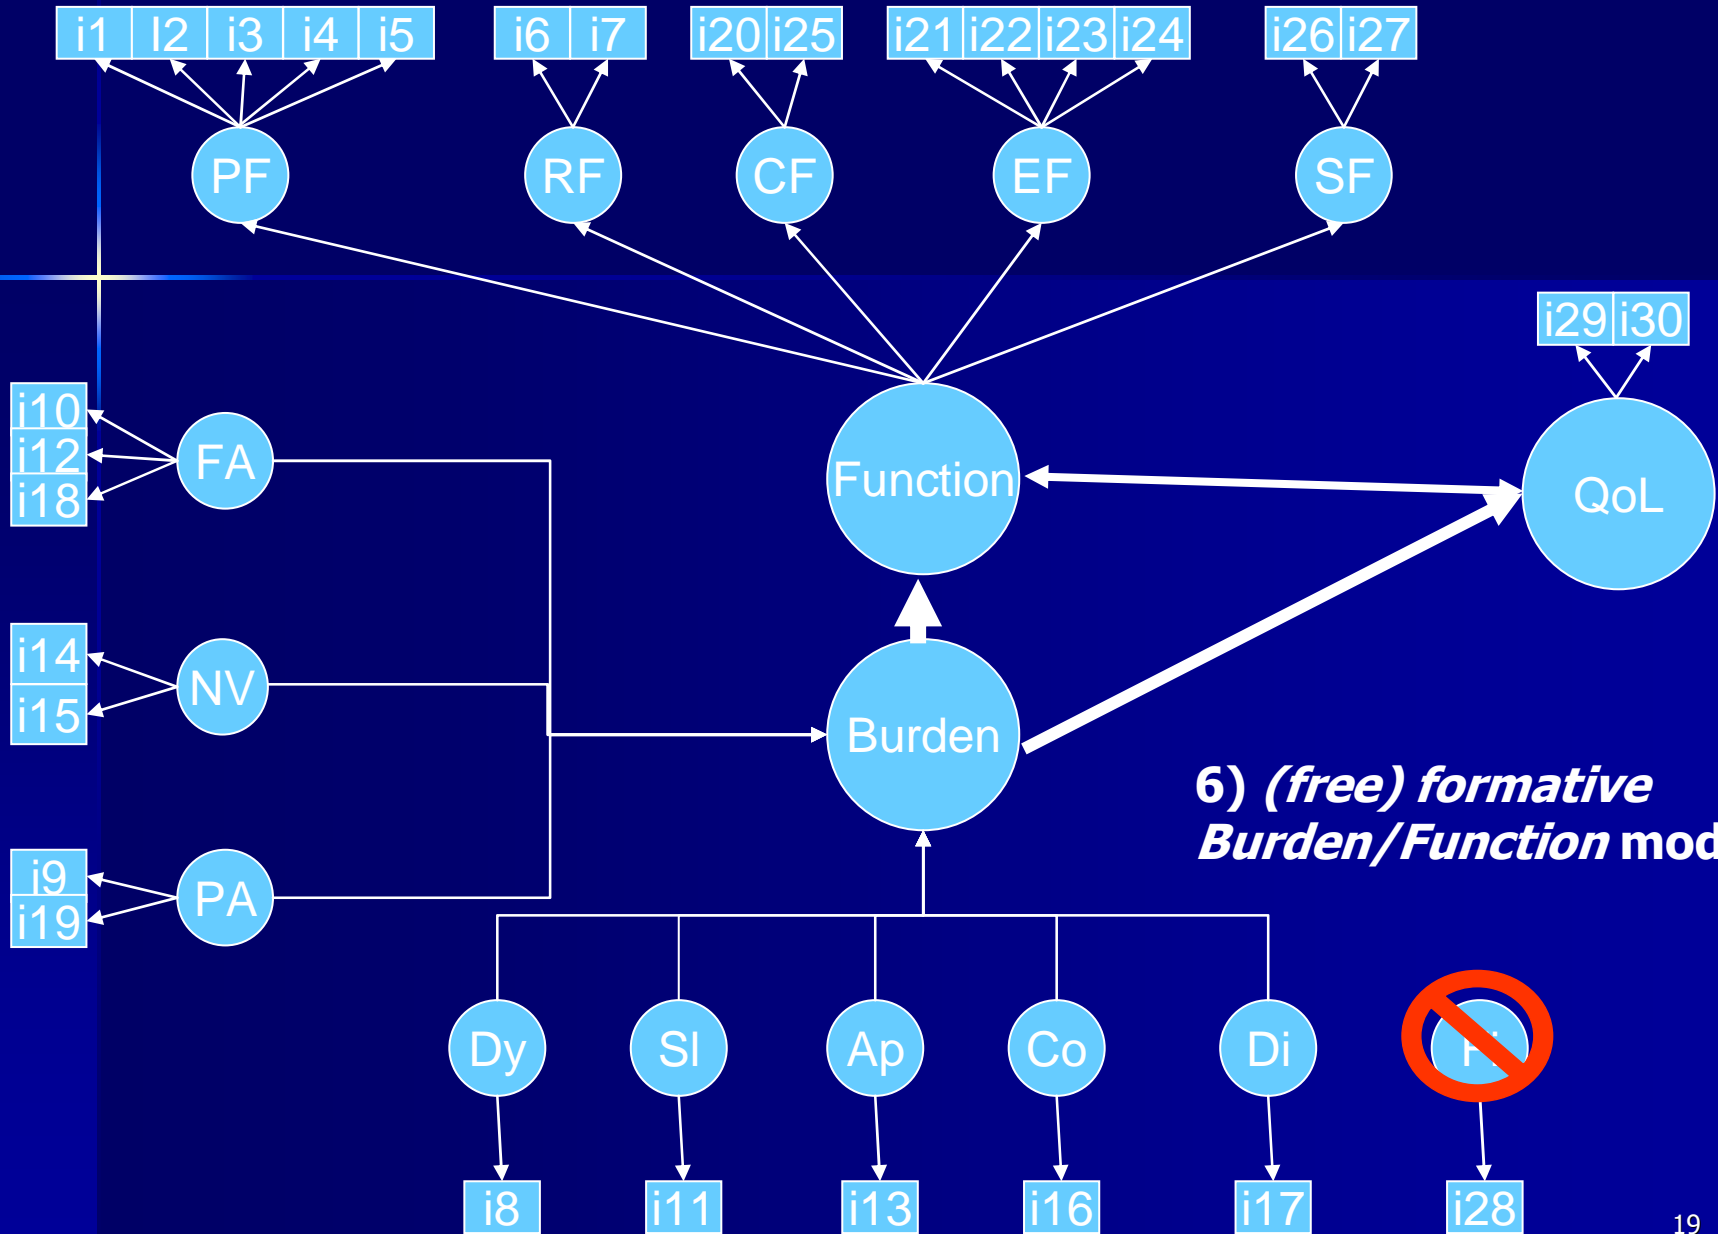 i1 I2 i3 i4 i5 i6 i7 i20 i25 i21 i22 i23 i24 i26 i27
PF RF CF EF SF
i29 i30
i10
i12
i18
FA
Function
QoL
i14
i15
NV
Burden
6) (free) formative
Burden/Function mod
i9
i19
PA
Dy Sl Ap Co Di
i8 i11 i13 i16 i17 i28
19